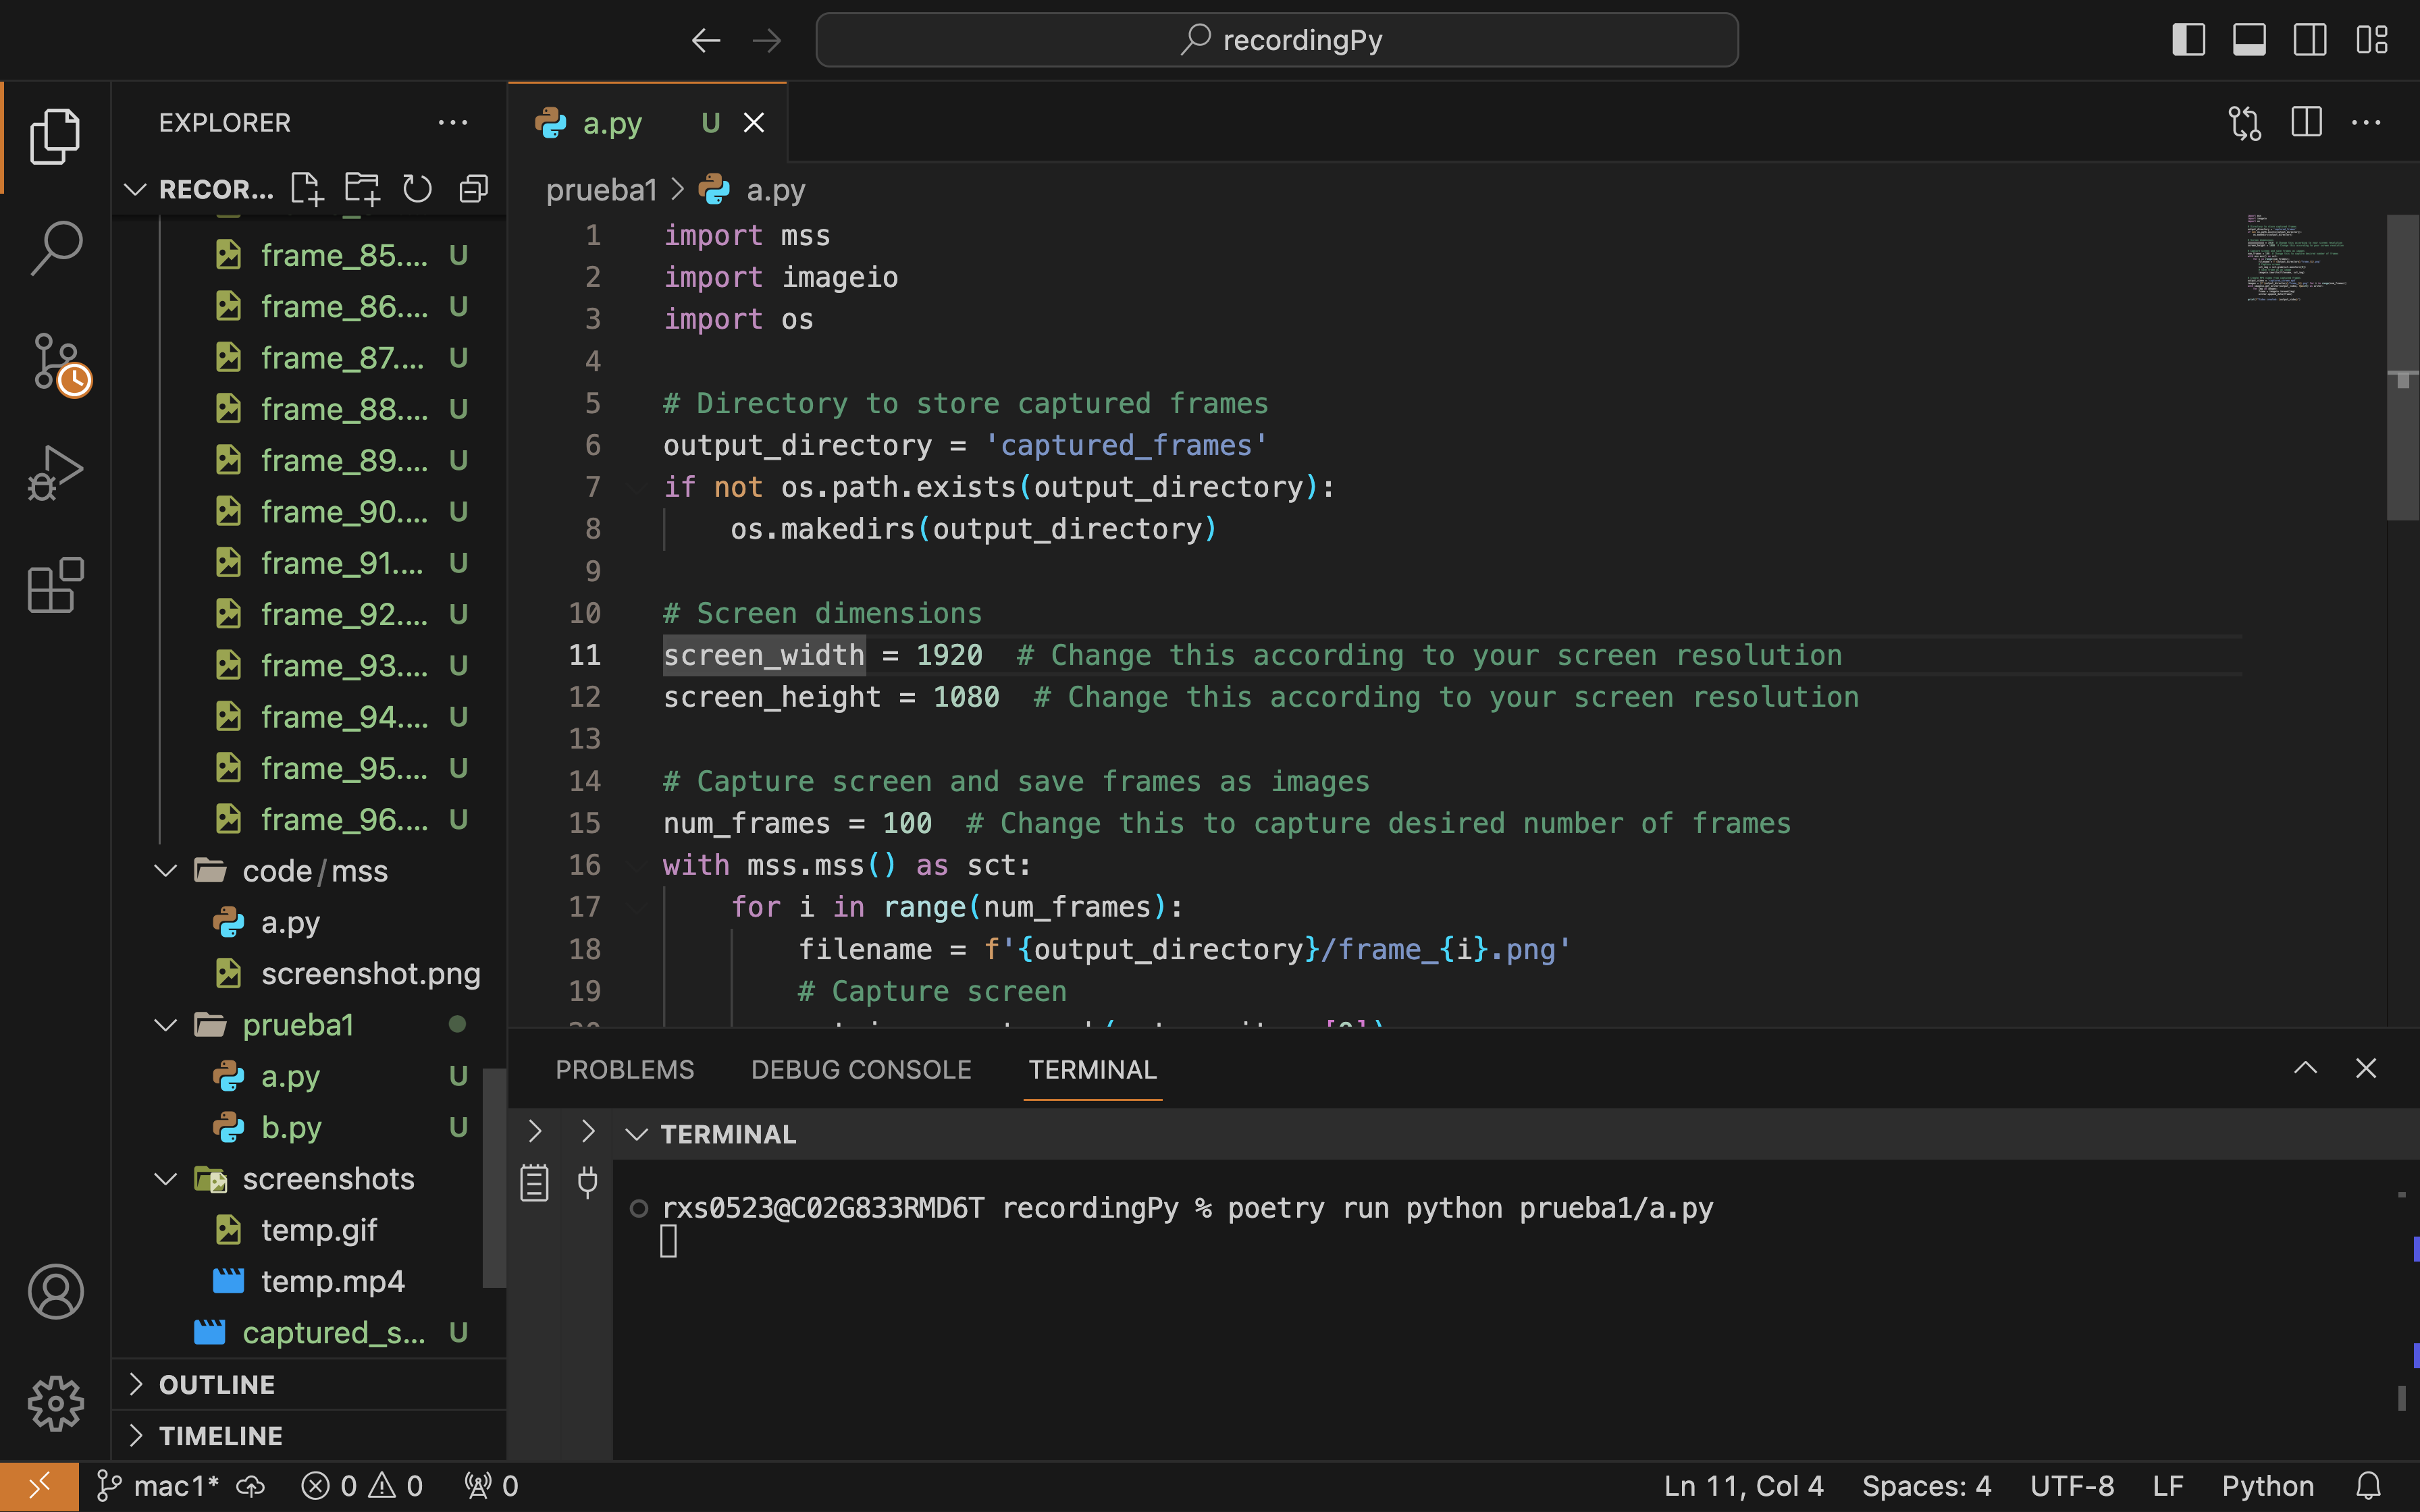 recordingPy
EXPLORER
RECOR...
frame_85.... U
frame_86.... U
frame_87.... U
frame_88.... U
frame_89.... U
frame_90.... U
frame_91.... U
frame_92.... U
frame_93.... U
frame_94.... U
frame_95.... U
frame_96.... U
code/mss
a.py
screenshot.png
prueba1
a.py U
b.py U
screenshots
temp.gif
temp.mp4
captured_s... U
OUTLINE
TIMELINE
a.py U
prueba1 > a.py
1 import mss
2 import imageio
3 import os
4
5 # Directory to store captured frames
6 output_directory = 'captured_frames'
7 if not os.path.exists(output_directory):
8 os.makedirs(output_directory)
9
10 # Screen dimensions
11 screen_width = 1920 # Change this according to your screen resolution
12 screen_height = 1080 # Change this according to your screen resolution
13
14 # Capture screen and save frames as images
15 num_frames = 100 # Change this to capture desired number of frames
16 with mss.mss() as sct:
17 for i in range(num_frames):
18 filename = f'{output_directory}/frame_{i}.png'
19 # Capture screen
PROBLEMS DEBUG CONSOLE TERMINAL
TERMINAL
rxs0523@C02G833RMD6T recordingPy % poetry run python prueba1/a.py
mac1* 0 0 0 Ln 11, Col 4 Spaces: 4 UTF-8 LF Python